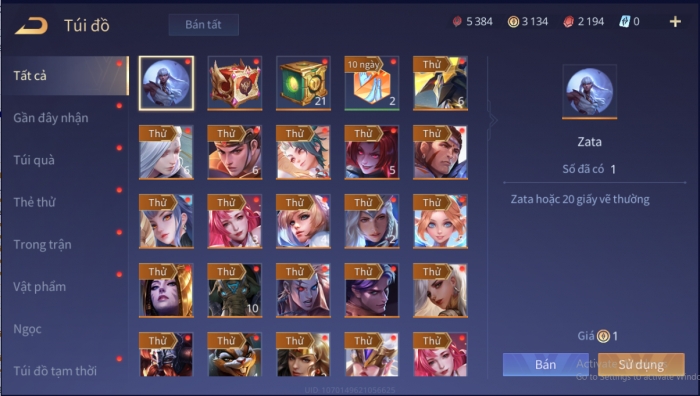 Túi đồ
Bán tất
5 384
3 134
2 194
0
Tất cả
Gần đây nhận
Túi quà
Thẻ thử
Trong trận
Vật phẩm
Ngọc
Túi đồ tạm thời
21
10 ngày
2
Thử
6
Thử
Thử
6
Thử
Thử
5
Thử
Thử
Thử
Thử
Thử
Thử
Thử
10
Thử
Thử
Thử
Thử
Thử
Thử
Thử
Thử
Zata
Số đã có 1
Zata hoặc 20 giấy vẽ thường
Giá 1
Bán
Sử dụng
Activate
Go to Settings to activate Windo
UID: 1070149621056625